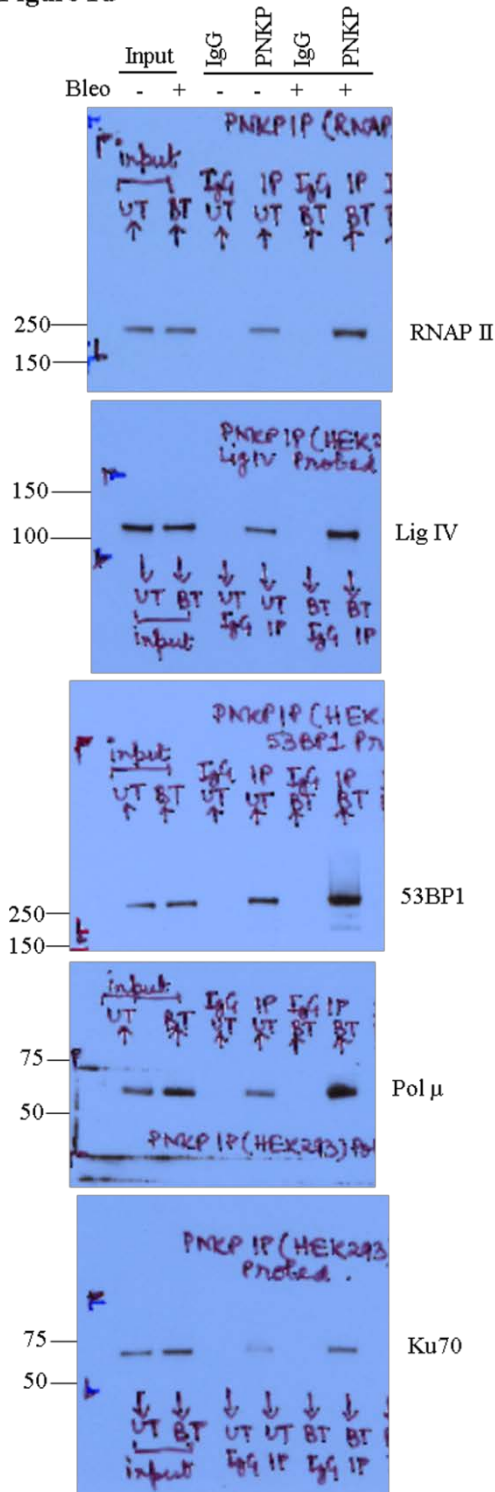 Input IgG PNKP IgG PNKP
Bleo - + - - + +
PNKP IP (RNAP
input IgG IP IgG IP
UT BT UT UT BT BT
250
150
RNAP II
PNKP IP (HEK2
Lig IV Probed
150
100
Lig IV
UT BT UT UT BT BT
input IgG IP IgG IP
PNKP IP (HEK
53BP1 Pr
input IgG IP IgG IP
UT BT UT UT BT BT
250
150
53BP1
input IgG IP IgG IP
UT BT UT UT BT BT
75
50
Pol μ
PNKP IP (HEK293) Pol
PNKP IP (HEK293
Probed.
75
50
Ku70
UT BT UT UT BT BT
input IgG IP IgG IP